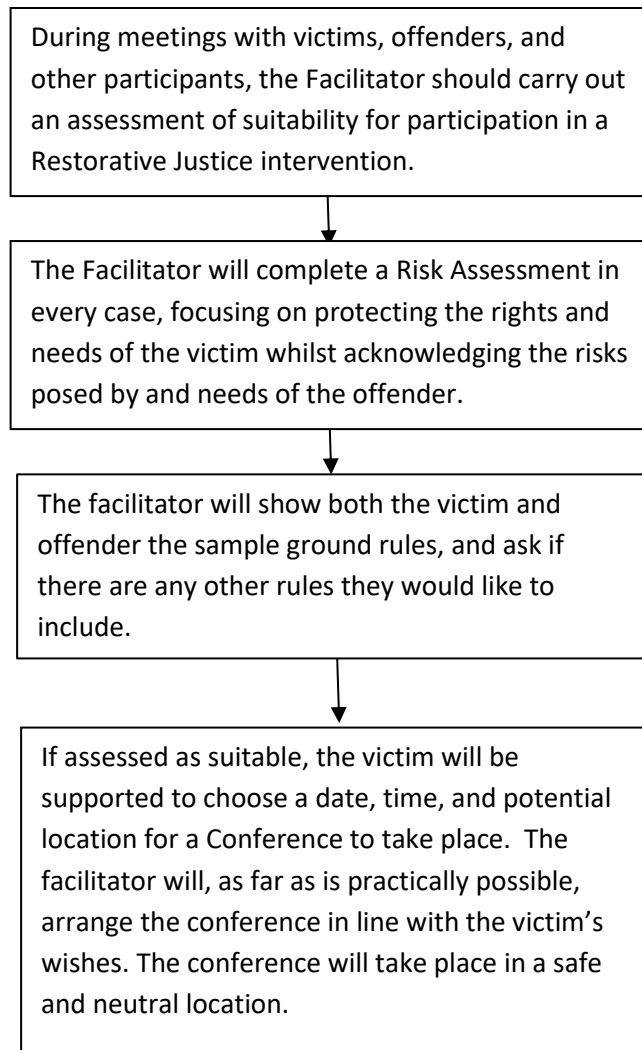 During meetings with victims, offenders, and
other participants, the Facilitator should carry out
an assessment of suitability for participation in a
Restorative Justice intervention.
The Facilitator will complete a Risk Assessment in
every case, focusing on protecting the rights and
needs of the victim whilst acknowledging the risks
posed by and needs of the offender.
The facilitator will show both the victim and
offender the sample ground rules, and ask if
there are any other rules they would like to
include.
If assessed as suitable, the victim will be
supported to choose a date, time, and potential
location for a Conference to take place.  The
facilitator will, as far as is practically possible,
arrange the conference in line with the victim’s
wishes. The conference will take place in a safe
and neutral location.